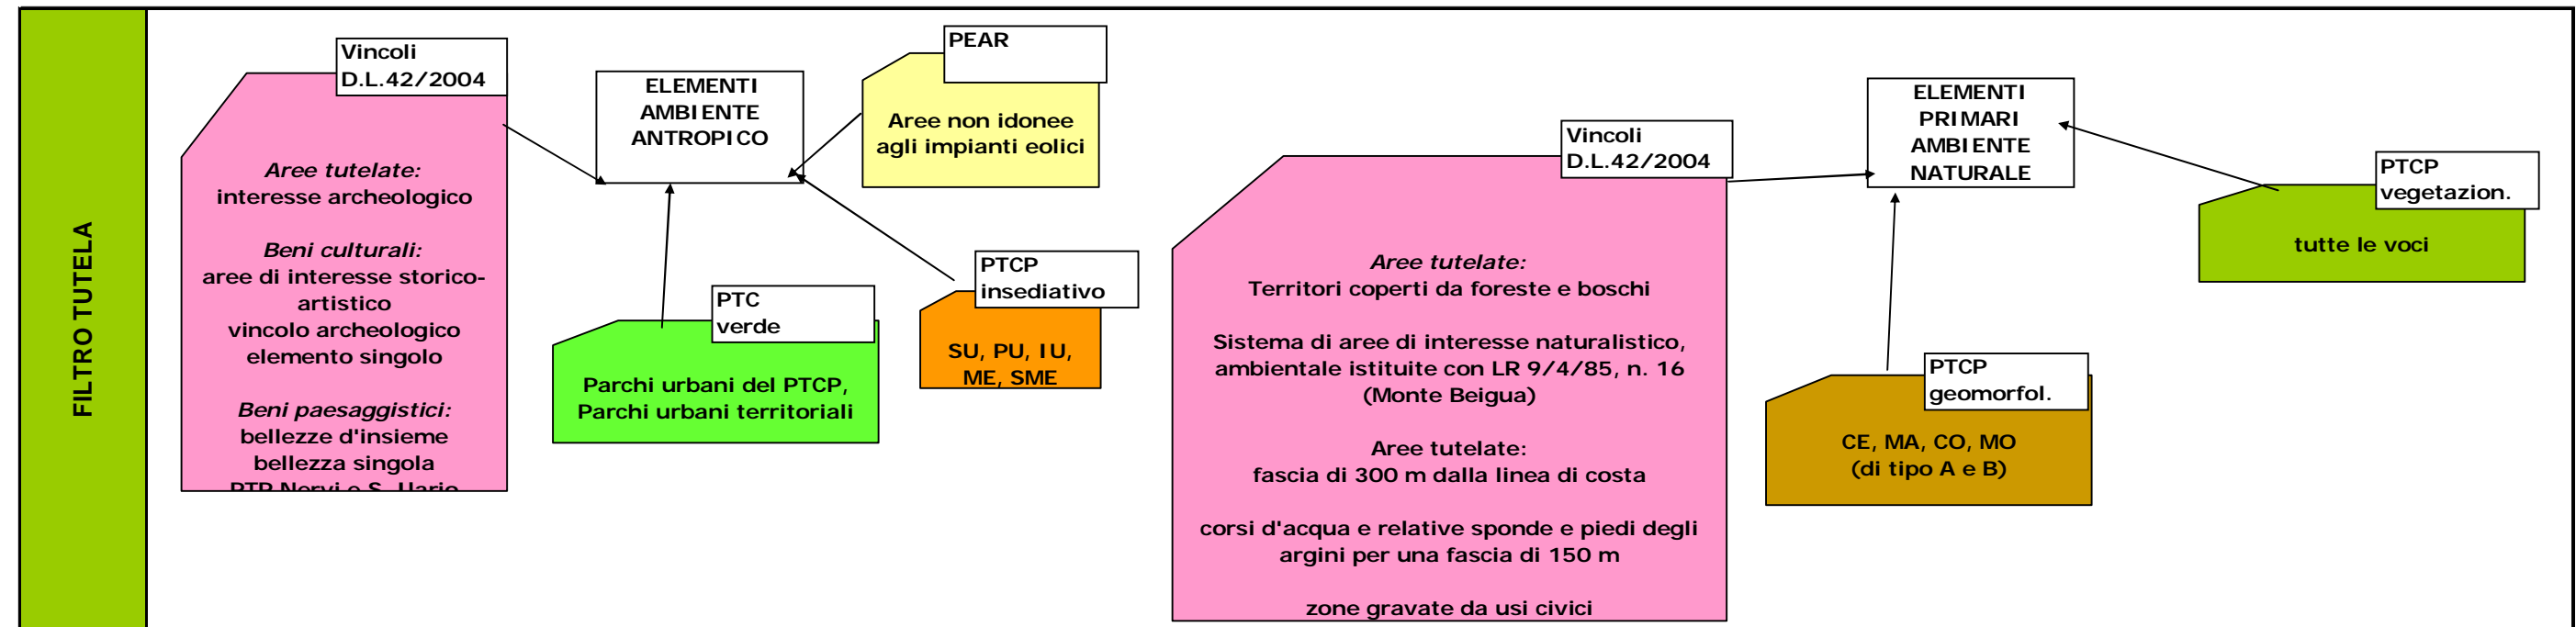 FILTRO TUTELA
Vincoli
D.L.42/2004
Aree tutelate:
interesse archeologico
Beni culturali:
aree di interesse storico-
artistico
vincolo archeologico
elemento singolo
Beni paesaggistici:
bellezze d'insieme
bellezza singola
PTP Nervi e S. Ilario
ELEMENTI
AMBIENTE
ANTROPICO
PEAR
Aree non idonee
agli impianti eolici
PTC
verde
Parchi urbani del PTCP,
Parchi urbani territoriali
PTCP
insediativo
SU, PU, IU,
ME, SME
Vincoli
D.L.42/2004
Aree tutelate:
Territori coperti da foreste e boschi
Sistema di aree di interesse naturalistico,
ambientale istituite con LR 9/4/85, n. 16
(Monte Beigua)
Aree tutelate:
fascia di 300 m dalla linea di costa
corsi d'acqua e relative sponde e piedi degli
argini per una fascia di 150 m
zone gravate da usi civici
ELEMENTI
PRIMARI
AMBIENTE
NATURALE
PTCP
geomorfol.
CE, MA, CO, MO
(di tipo A e B)
PTCP
vegetazion.
tutte le voci